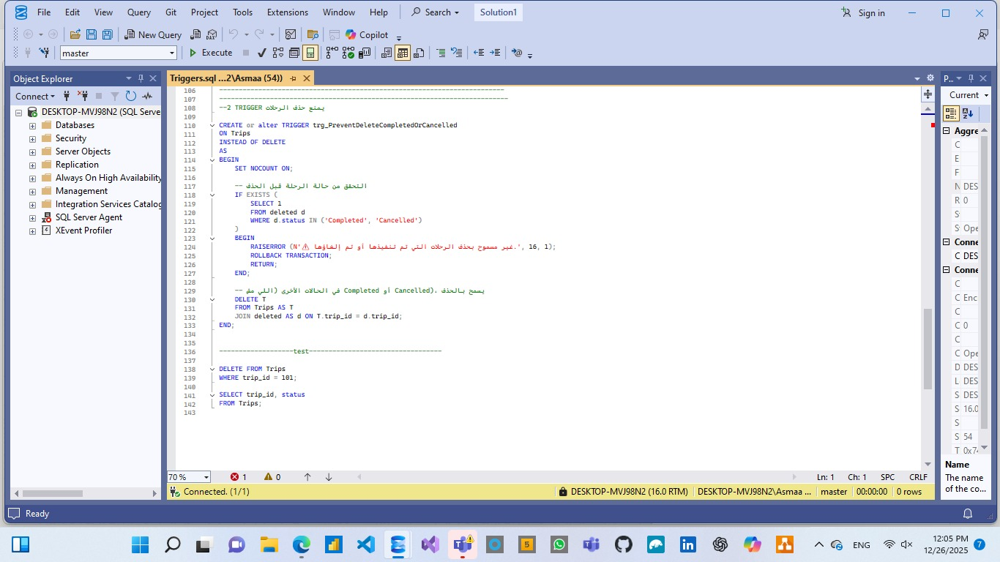 File Edit View Query Git Project Tools Extensions Window Help Search Solution1 Sign in
New Query DAX Copilot
master Execute
Object Explorer
Connect
DESKTOP-MVJ98N2 (SQL Serve
Databases
Security
Server Objects
Replication
Always On High Availability
Management
Integration Services Catalog
SQL Server Agent
XEvent Profiler
Triggers.sql ...2\Asmaa (54))
106 -------------------------------------------------------------------------
107 --------------------------------------------------------------------------
108 --2 TRIGGER يمنع حذف الرحلات
109
110 CREATE or alter TRIGGER trg_PreventDeleteCompletedOrCancelled
111 ON Trips
112 INSTEAD OF DELETE
113 AS
114 BEGIN
115 SET NOCOUNT ON;
116
117 -- التحقق من حالة الرحلة قبل الحذف
118 IF EXISTS (
119 SELECT 1
120 FROM deleted d
121 WHERE d.status IN ('Completed', 'Cancelled')
122 )
123 BEGIN
124 RAISERROR (N'⚠ غير مسموح بحذف الرحلات التي تم تنفيذها أو تم إلغاؤها.', 16, 1);
125 ROLLBACK TRANSACTION;
126 RETURN;
127 END;
128
129 -- في الحالات الأخرى (اللي مش Completed أو Cancelled)، يسمح بالحذف
130 DELETE T
131 FROM Trips AS T
132 JOIN deleted AS d ON T.trip_id = d.trip_id;
133 END;
134
135
136 -------------------test----------------------------------
137
138 DELETE FROM Trips
139 WHERE trip_id = 101;
140
141 SELECT trip_id, status
142 FROM Trips;
143
70 % 1 0 Ln: 1 Ch: 1 SPC CRLF
Connected. (1/1) DESKTOP-MVJ98N2 (16.0 RTM) DESKTOP-MVJ98N2\Asmaa ... master 00:00:00 0 rows
P..
Current
Aggre
C
E
F
N DES
R 0
S
S Ope
Conne
C DES
Conne
C
C Enc
C
C 0
C
C Ope
D DES
L DES
S DES
S 16.0
S
S 54
T 0x74
Name
The name
of the co...
Ready
ENG 12:05 PM
12/26/2025 7